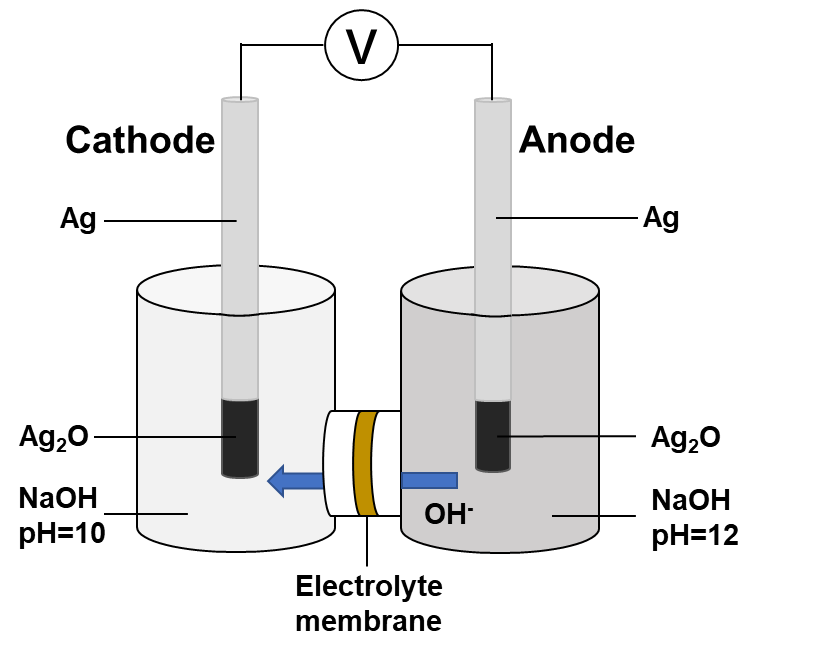 V
Cathode
Anode
Ag
Ag
Ag₂O
Ag₂O
NaOH
pH=10
OH⁻
NaOH
pH=12
Electrolyte
membrane